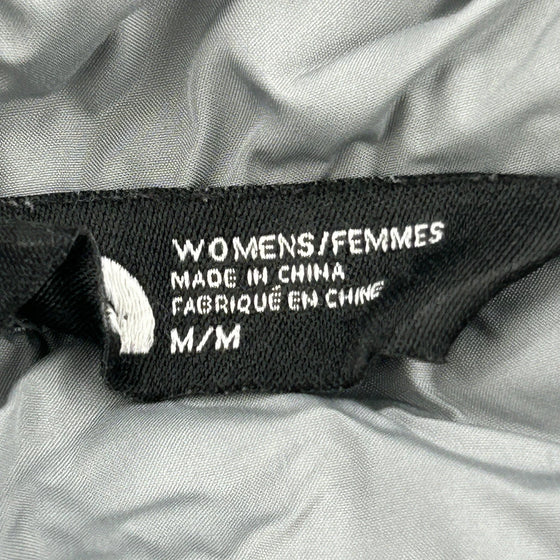 WOMENS/FEMMES
MADE IN CHINA
FABRIQUÉ EN CHINE
M/M